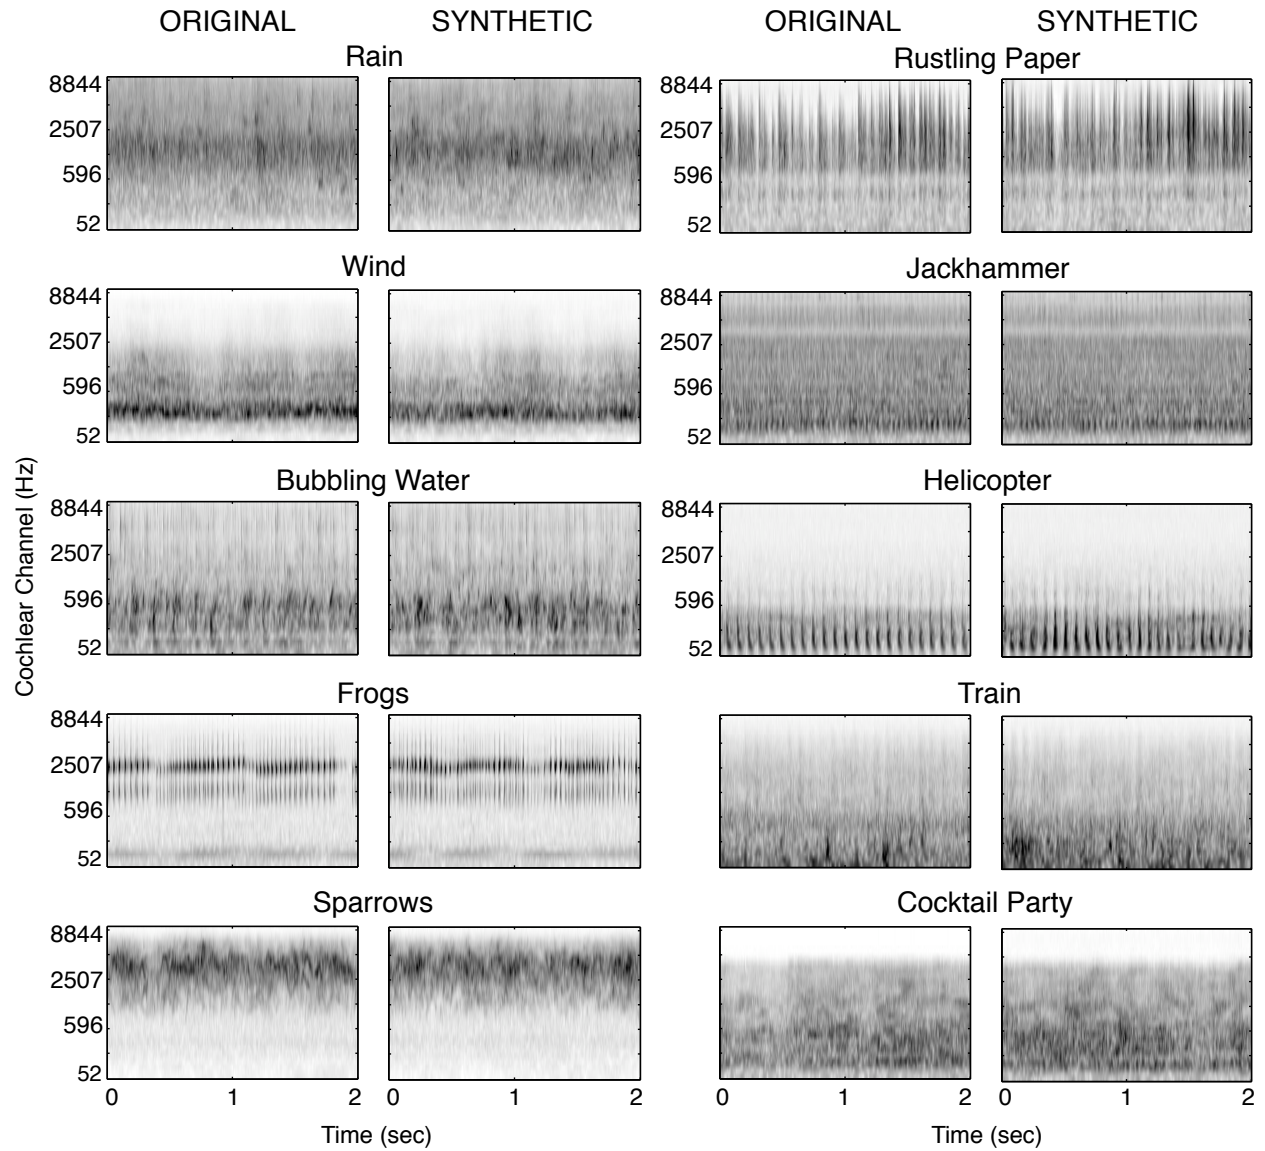 ORIGINAL SYNTHETIC ORIGINAL SYNTHETIC
Rain
8844
2507
596
52
Rustling Paper
8844
2507
596
52
Wind
8844
2507
596
52
Jackhammer
8844
2507
596
52
Cochlear Channel (Hz)
Bubbling Water
8844
2507
596
52
Helicopter
8844
2507
596
52
Frogs
8844
2507
596
52
Train
Sparrows
8844
2507
596
52
Cocktail Party
0 1 2 0 1 2
Time (sec)
0 1 2 0 1 2
Time (sec)